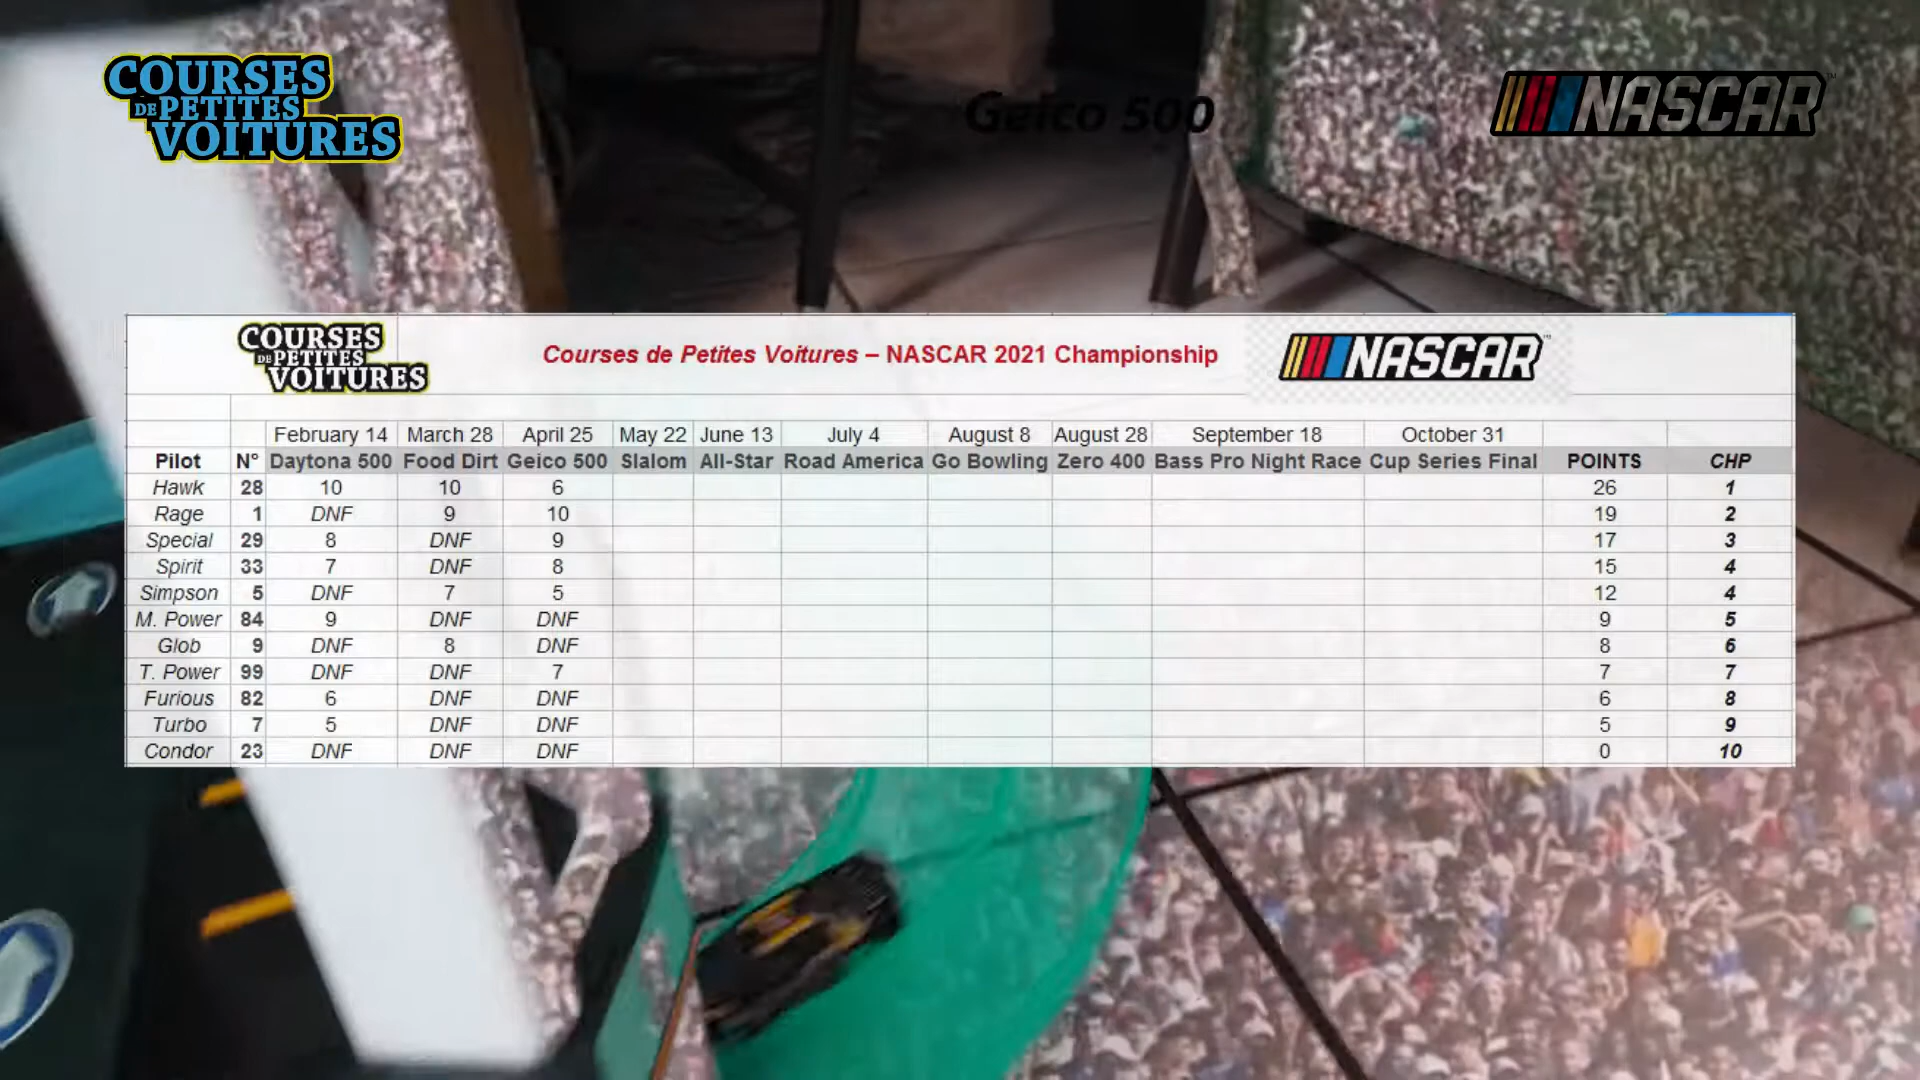 COURSES
DE PETITES
VOITURES
Geico 500
NASCAR
COURSES
DE PETITES
VOITURES
Courses de Petites Voitures – NASCAR 2021 Championship
NASCAR
February 14 March 28 April 25 May 22 June 13 July 4 August 8 August 28 September 18 October 31
Pilot N° Daytona 500 Food Dirt Geico 500 Slalom All-Star Road America Go Bowling Zero 400 Bass Pro Night Race Cup Series Final POINTS CHP
Hawk 28 10 10 6 26 1
Rage 1 DNF 9 10 19 2
Special 29 8 DNF 9 17 3
Spirit 33 7 DNF 8 15 4
Simpson 5 DNF 7 5 12 4
M. Power 84 9 DNF DNF 9 5
Glob 9 DNF 8 DNF 8 6
T. Power 99 DNF DNF 7 7 7
Furious 82 6 DNF DNF 6 8
Turbo 7 5 DNF DNF 5 9
Condor 23 DNF DNF DNF 0 10